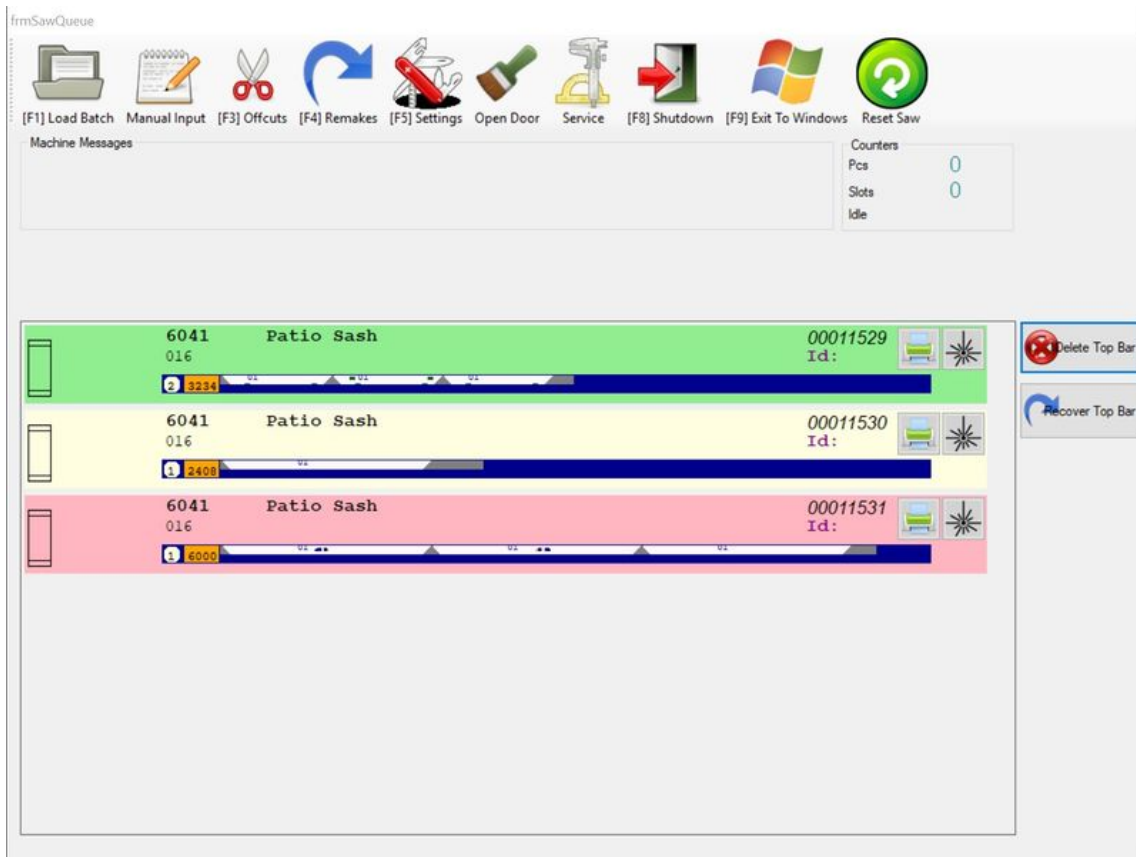 frmSawQueue
[F1] Load Batch Manual Input [F3] Offcuts [F4] Remakes [F5] Settings Open Door Service [F8] Shutdown [F9] Exit To Windows Reset Saw
Machine Messages
Counters
Pcs 0
Slots 0
Idle
6041 Patio Sash 00011529
016 Id:
2 3234
Delete Top Bar
6041 Patio Sash 00011530
016 Id:
1 2408
Recover Top Bar
6041 Patio Sash 00011531
016 Id:
1 6000